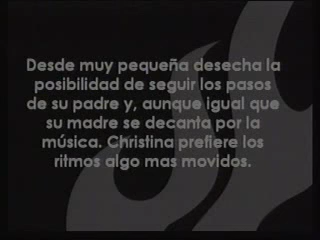 Desde muy pequeña desecha la
posibilidad de seguir los pasos
de su padre y, aunque igual que
su madre se decanta por la
música. Christina prefiere los
ritmos algo mas movidos.